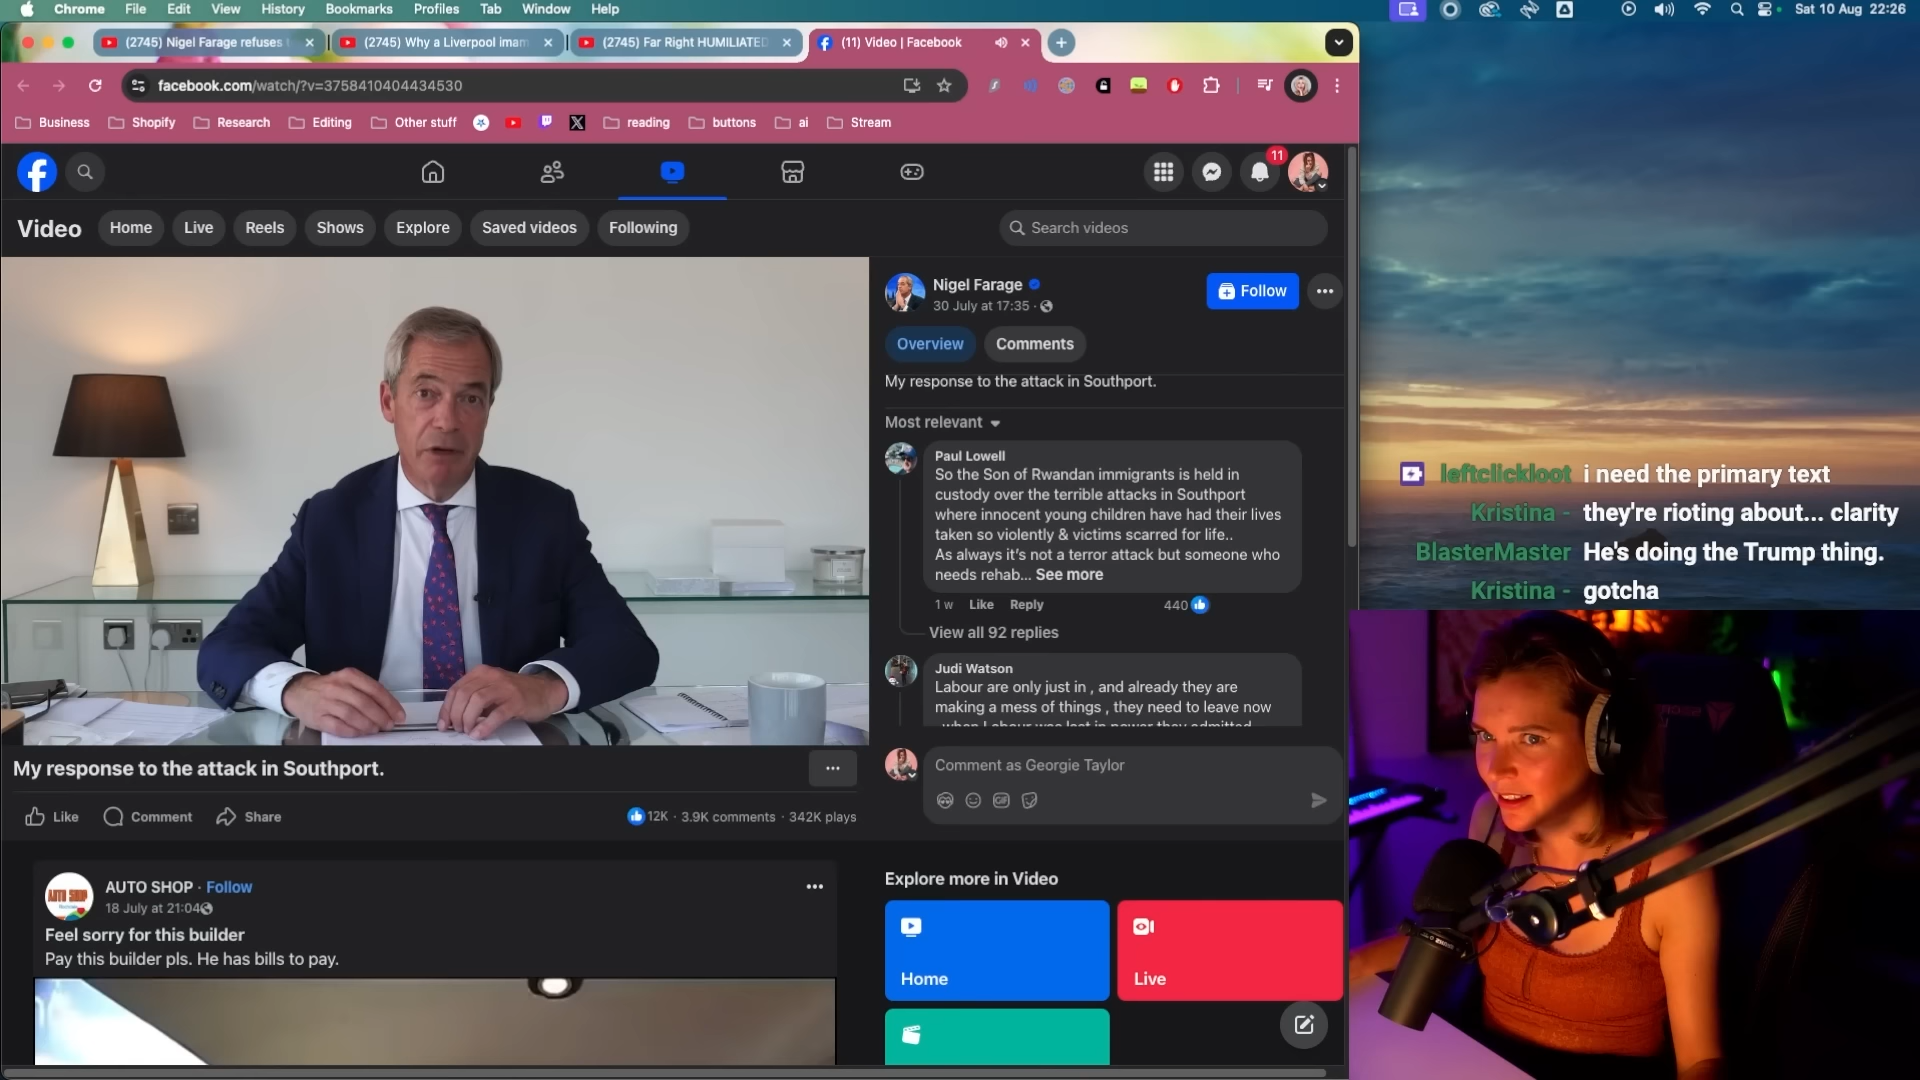 Chrome File Edit View History Bookmarks Profiles Tab Window Help
Sat 10 Aug 22:26
(2745) Nigel Farage refuses
(2745) Why a Liverpool imam
(2745) Far Right HUMILIATED
(11) Video | Facebook
facebook.com/watch/?v=3758410404434530
Business Shopify Research Editing Other stuff reading buttons ai Stream
11
Video Home Live Reels Shows Explore Saved videos Following
Search videos
Nigel Farage
30 July at 17:35 ·
Follow
Overview Comments
My response to the attack in Southport.
Most relevant
Paul Lowell
So the Son of Rwandan immigrants is held in
custody over the terrible attacks in Southport
where innocent young children have had their lives
taken so violently & victims scarred for life..
As always it's not a terror attack but someone who
needs rehab... See more
1 w Like Reply 440
View all 92 replies
Judi Watson
Labour are only just in , and already they are
making a mess of things , they need to leave now
Comment as Georgie Taylor
GIF
My response to the attack in Southport.
Like Comment Share
12K · 3.9K comments · 342K plays
AUTO SHOP · Follow
18 July at 21:04
Feel sorry for this builder
Pay this builder pls. He has bills to pay.
Explore more in Video
Home
Live
leftclickloot i need the primary text
Kristina - they're rioting about... clarity
BlasterMaster He's doing the Trump thing.
Kristina - gotcha